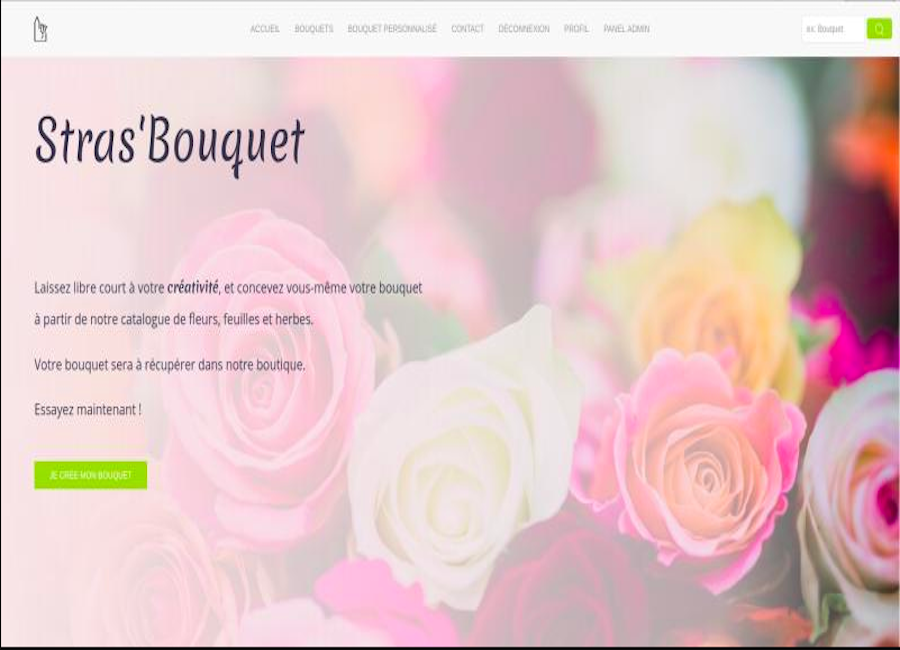 ACCUEIL BOUQUETS BOUQUET PERSONNALISÉ CONTACT DÉCONNEXION PROFIL PANEL ADMIN
ex: Bouquet
Stras'Bouquet
Laissez libre court à votre créativité, et concevez vous-même votre bouquet
à partir de notre catalogue de fleurs, feuilles et herbes.
Votre bouquet sera à récupérer dans notre boutique.
Essayez maintenant !
JE CRÉE MON BOUQUET